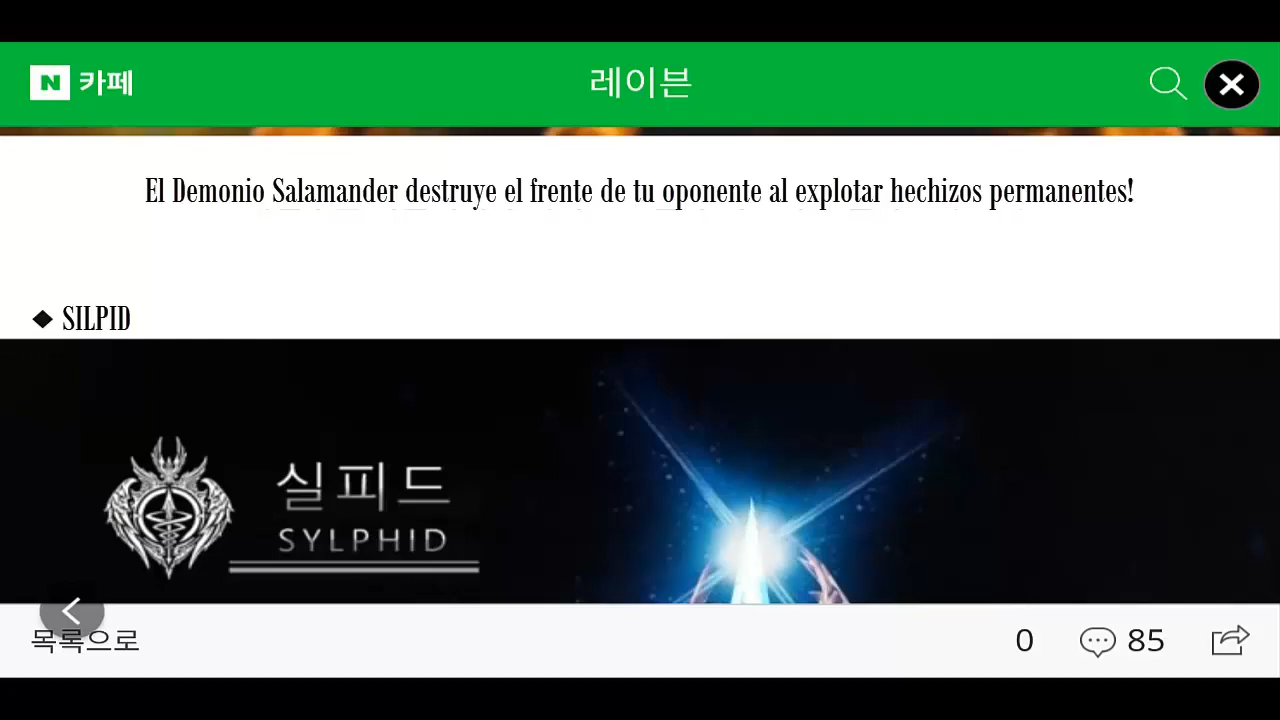 N 카페
레이븐
El Demonio Salamander destruye el frente de tu oponente al explotar hechizos permanentes!
◆ SILPID
실피드
SYLPHID
목록으로
0
85